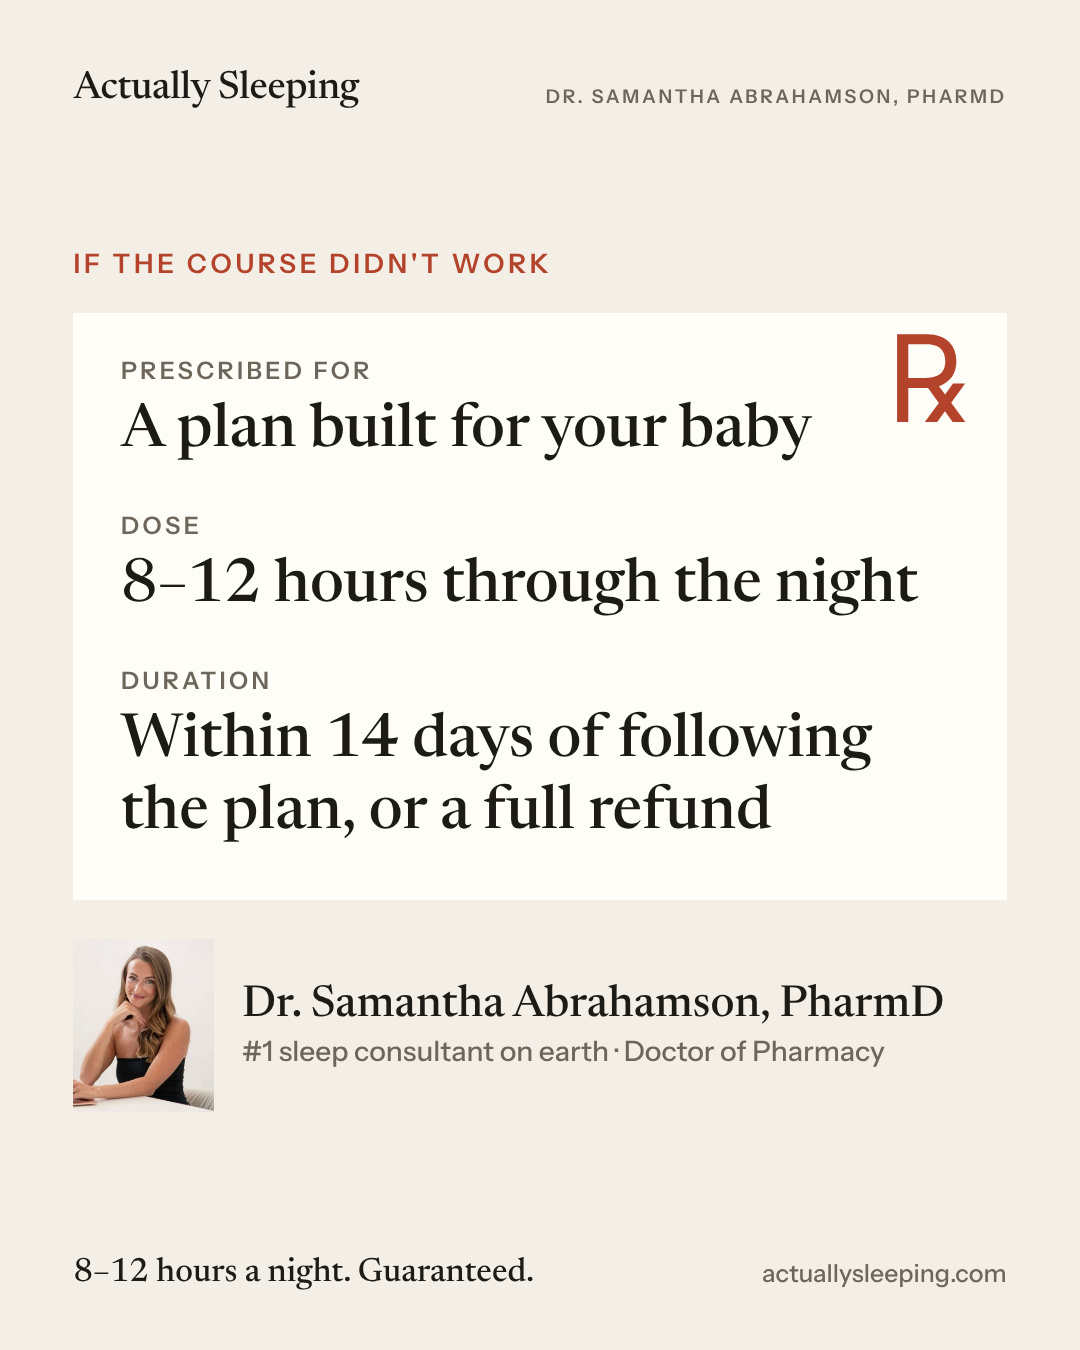 Actually Sleeping
DR. SAMANTHA ABRAHAMSON, PHARMD
IF THE COURSE DIDN'T WORK
PRESCRIBED FOR
Rx
A plan built for your baby
DOSE
8–12 hours through the night
DURATION
Within 14 days of following
the plan, or a full refund
Dr. Samantha Abrahamson, PharmD
#1 sleep consultant on earth · Doctor of Pharmacy
8–12 hours a night. Guaranteed.
actuallysleeping.com